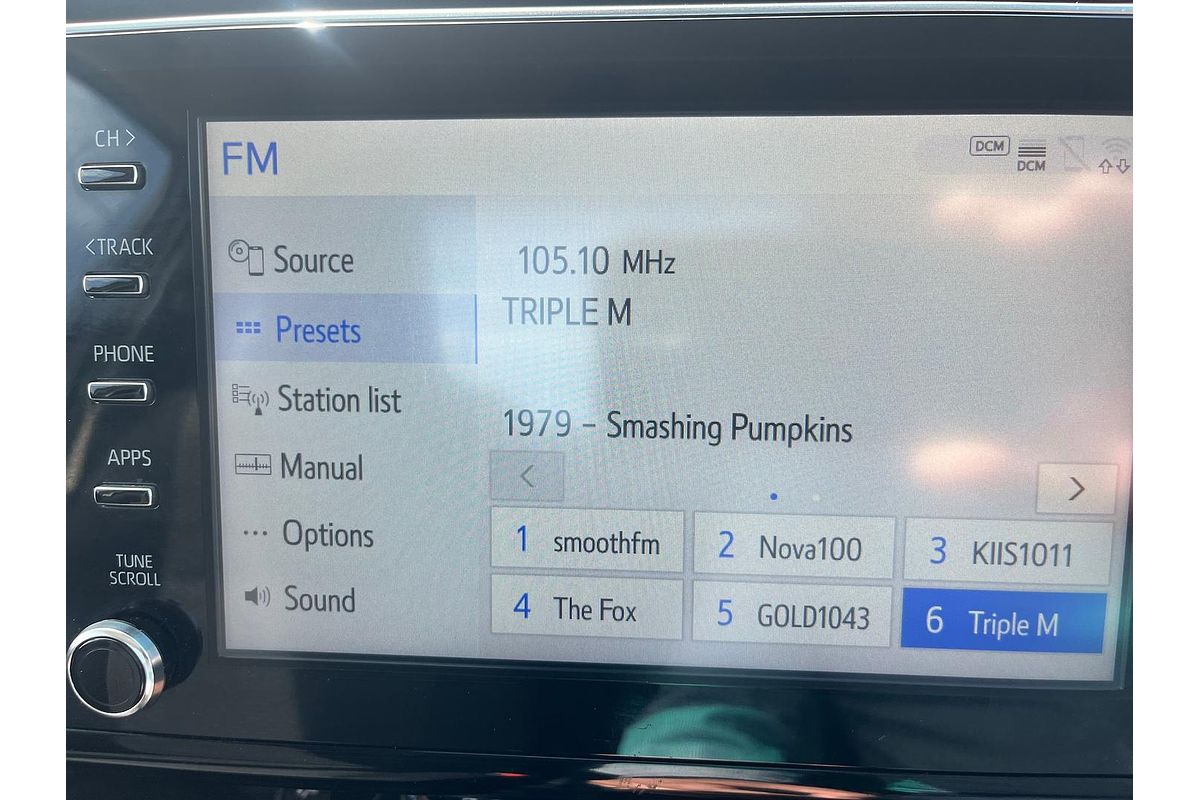 CH >
< TRACK
PHONE
APPS
TUNE
SCROLL
FM
DCM
DCM
Source
Presets
Station list
Manual
Options
Sound
105.10 MHz
TRIPLE M
1979 - Smashing Pumpkins
< >
1 smoothfm
2 Nova100
3 KIIS1011
4 The Fox
5 GOLD1043
6 Triple M